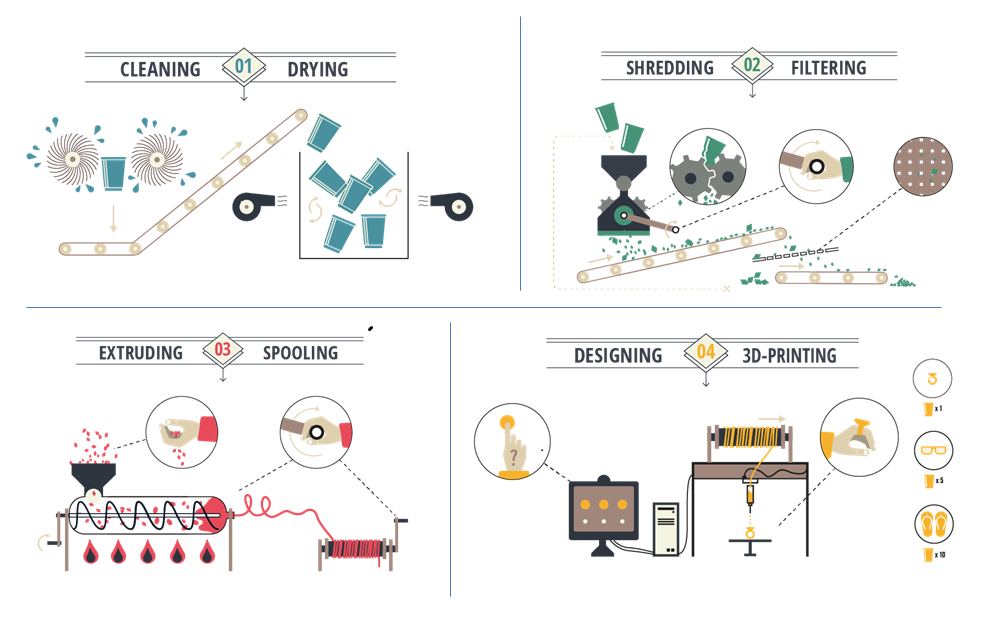 CLEANING 01 DRYING
SHREDDING 02 FILTERING
EXTRUDING 03 SPOOLING
DESIGNING 04 3D-PRINTING
?
x 1
x 5
x 10